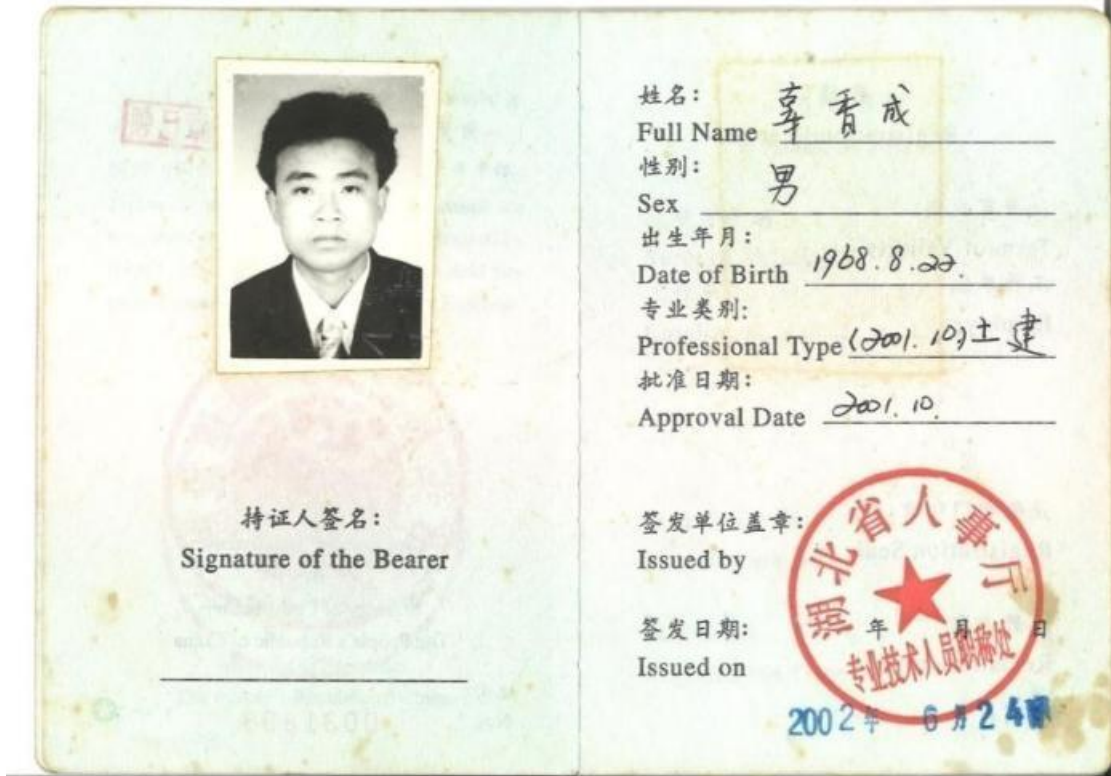 持证人签名:
Signature of the Bearer
姓名:
Full Name 辜香成
性别:
Sex 男
出生年月:
Date of Birth 1968.8.22.
专业类别:
Professional Type (2001.10)土建
批准日期:
Approval Date 2001.10.
签发单位盖章:
Issued by
湖北省人事厅
专业技术人员职称处
签发日期: 年 月 日
Issued on
2002年 6月24日